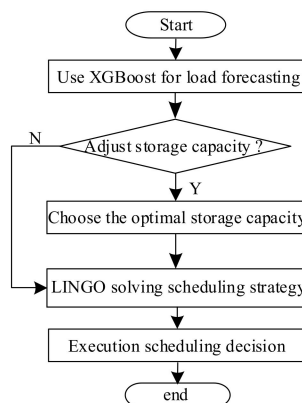 Start
Use XGBoost for load forecasting
Adjust storage capacity ?
N
Y
Choose the optimal storage capacity
LINGO solving scheduling strategy
Execution scheduling decision
end